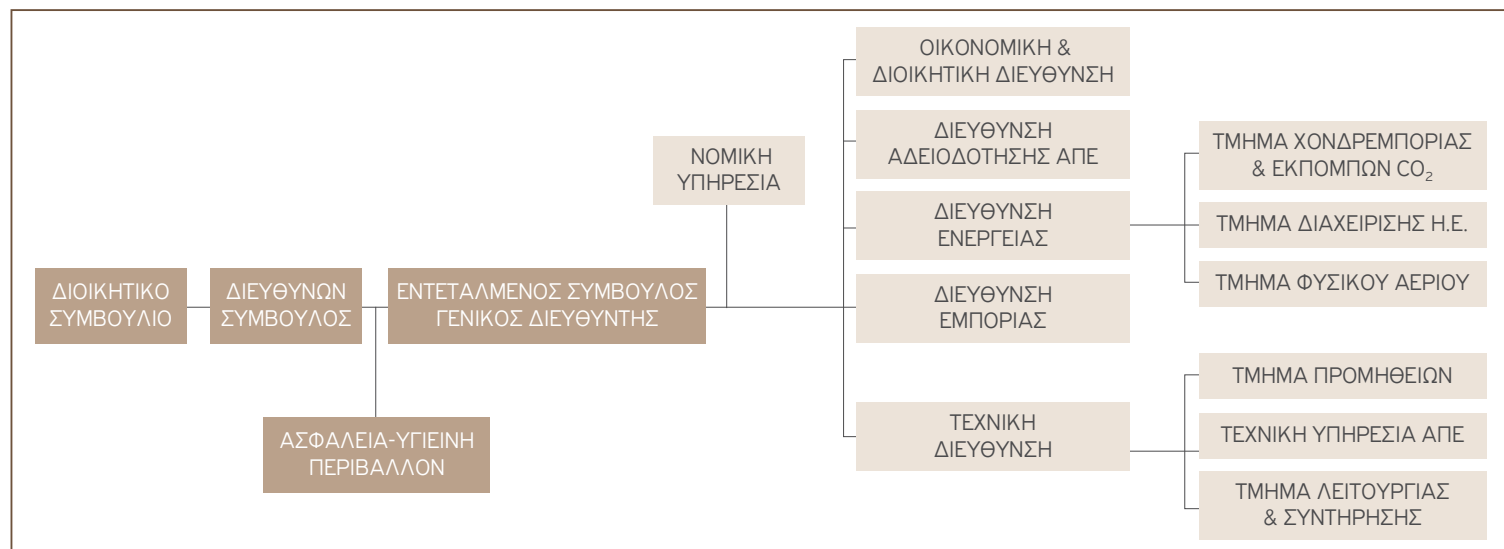 ΔΙΟΙΚΗΤΙΚΟ
ΣΥΜΒΟΥΛΙΟ
ΔΙΕΥΘΥΝΩΝ
ΣΥΜΒΟΥΛΟΣ
ΑΣΦΑΛΕΙΑ-ΥΓΙΕΙΝΗ
ΠΕΡΙΒΑΛΛΟΝ
ΕΝΤΕΤΑΛΜΕΝΟΣ ΣΥΜΒΟΥΛΟΣ
ΓΕΝΙΚΟΣ ΔΙΕΥΘΥΝΤΗΣ
ΝΟΜΙΚΗ
ΥΠΗΡΕΣΙΑ
ΟΙΚΟΝΟΜΙΚΗ &
ΔΙΟΙΚΗΤΙΚΗ ΔΙΕΥΘΥΝΣΗ
ΔΙΕΥΘΥΝΣΗ
ΑΔΕΙΟΔΟΤΗΣΗΣ ΑΠΕ
ΔΙΕΥΘΥΝΣΗ
ΕΝΕΡΓΕΙΑΣ
ΔΙΕΥΘΥΝΣΗ
ΕΜΠΟΡΙΑΣ
ΤΕΧΝΙΚΗ
ΔΙΕΥΘΥΝΣΗ
ΤΜΗΜΑ ΧΟΝΔΡΕΜΠΟΡΙΑΣ
& ΕΚΠΟΜΠΩΝ CO₂
ΤΜΗΜΑ ΔΙΑΧΕΙΡΙΣΗΣ Η.Ε.
ΤΜΗΜΑ ΦΥΣΙΚΟΥ ΑΕΡΙΟΥ
ΤΜΗΜΑ ΠΡΟΜΗΘΕΙΩΝ
ΤΕΧΝΙΚΗ ΥΠΗΡΕΣΙΑ ΑΠΕ
ΤΜΗΜΑ ΛΕΙΤΟΥΡΓΙΑΣ
& ΣΥΝΤΗΡΗΣΗΣ